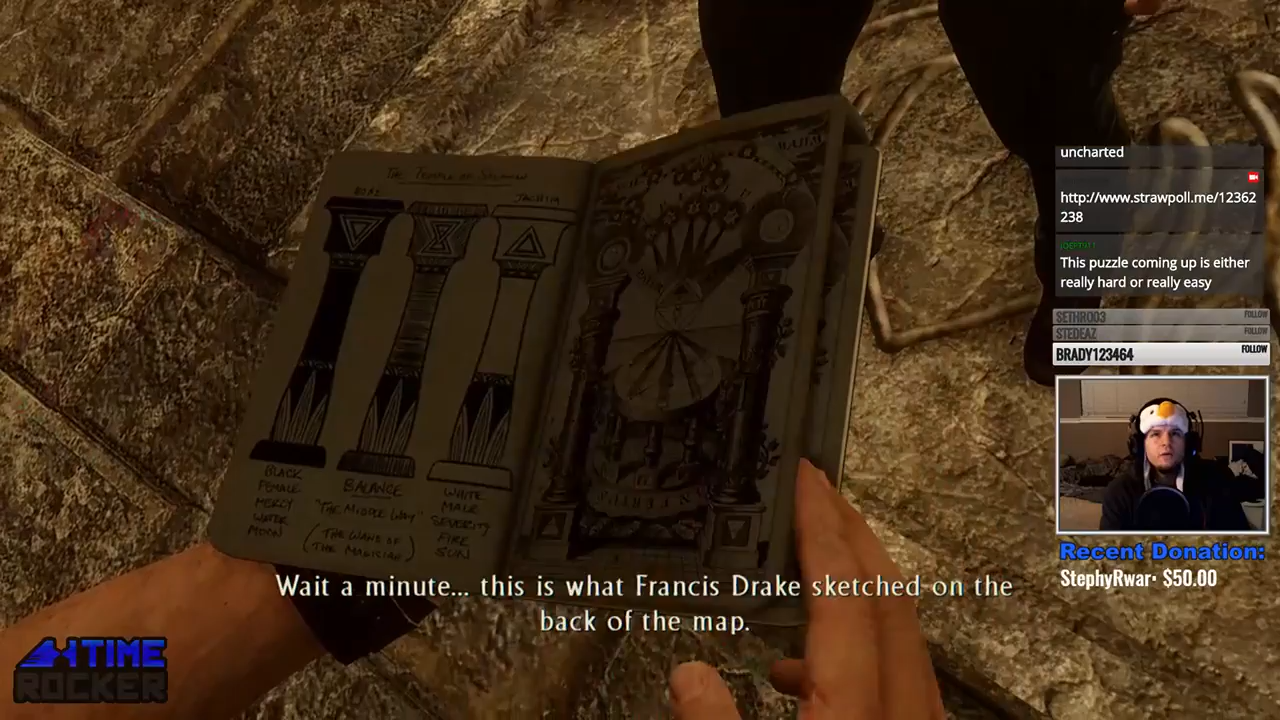 THE TEMPLE OF SOLOMON
BOAZ
JACHIN
BLACK
FEMALE
MERCY
WATER
MOON
BALANCE
"THE MIDDLE WAY"
(THE WAND OF
THE MAGICIAN)
WHITE
MALE
SEVERITY
FIRE
SUN
Wait a minute... this is what Francis Drake sketched on the
back of the map.
TIME
ROCKER
uncharted
http://www.strawpoll.me/12362
238
This puzzle coming up is either
really hard or really easy
SETHR003 FOLLOW
STEDEAZ FOLLOW
BRADY123464 FOLLOW
Recent Donation:
StephyRwar: $50.00